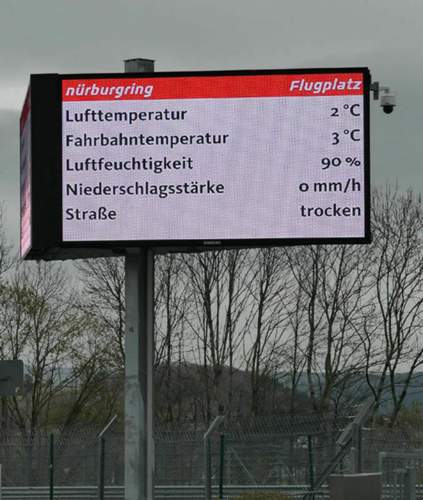 nürburgring Flugplatz
Lufttemperatur 2 °C
Fahrbahntemperatur 3 °C
Luftfeuchtigkeit 90 %
Niederschlagsstärke 0 mm/h
Straße trocken